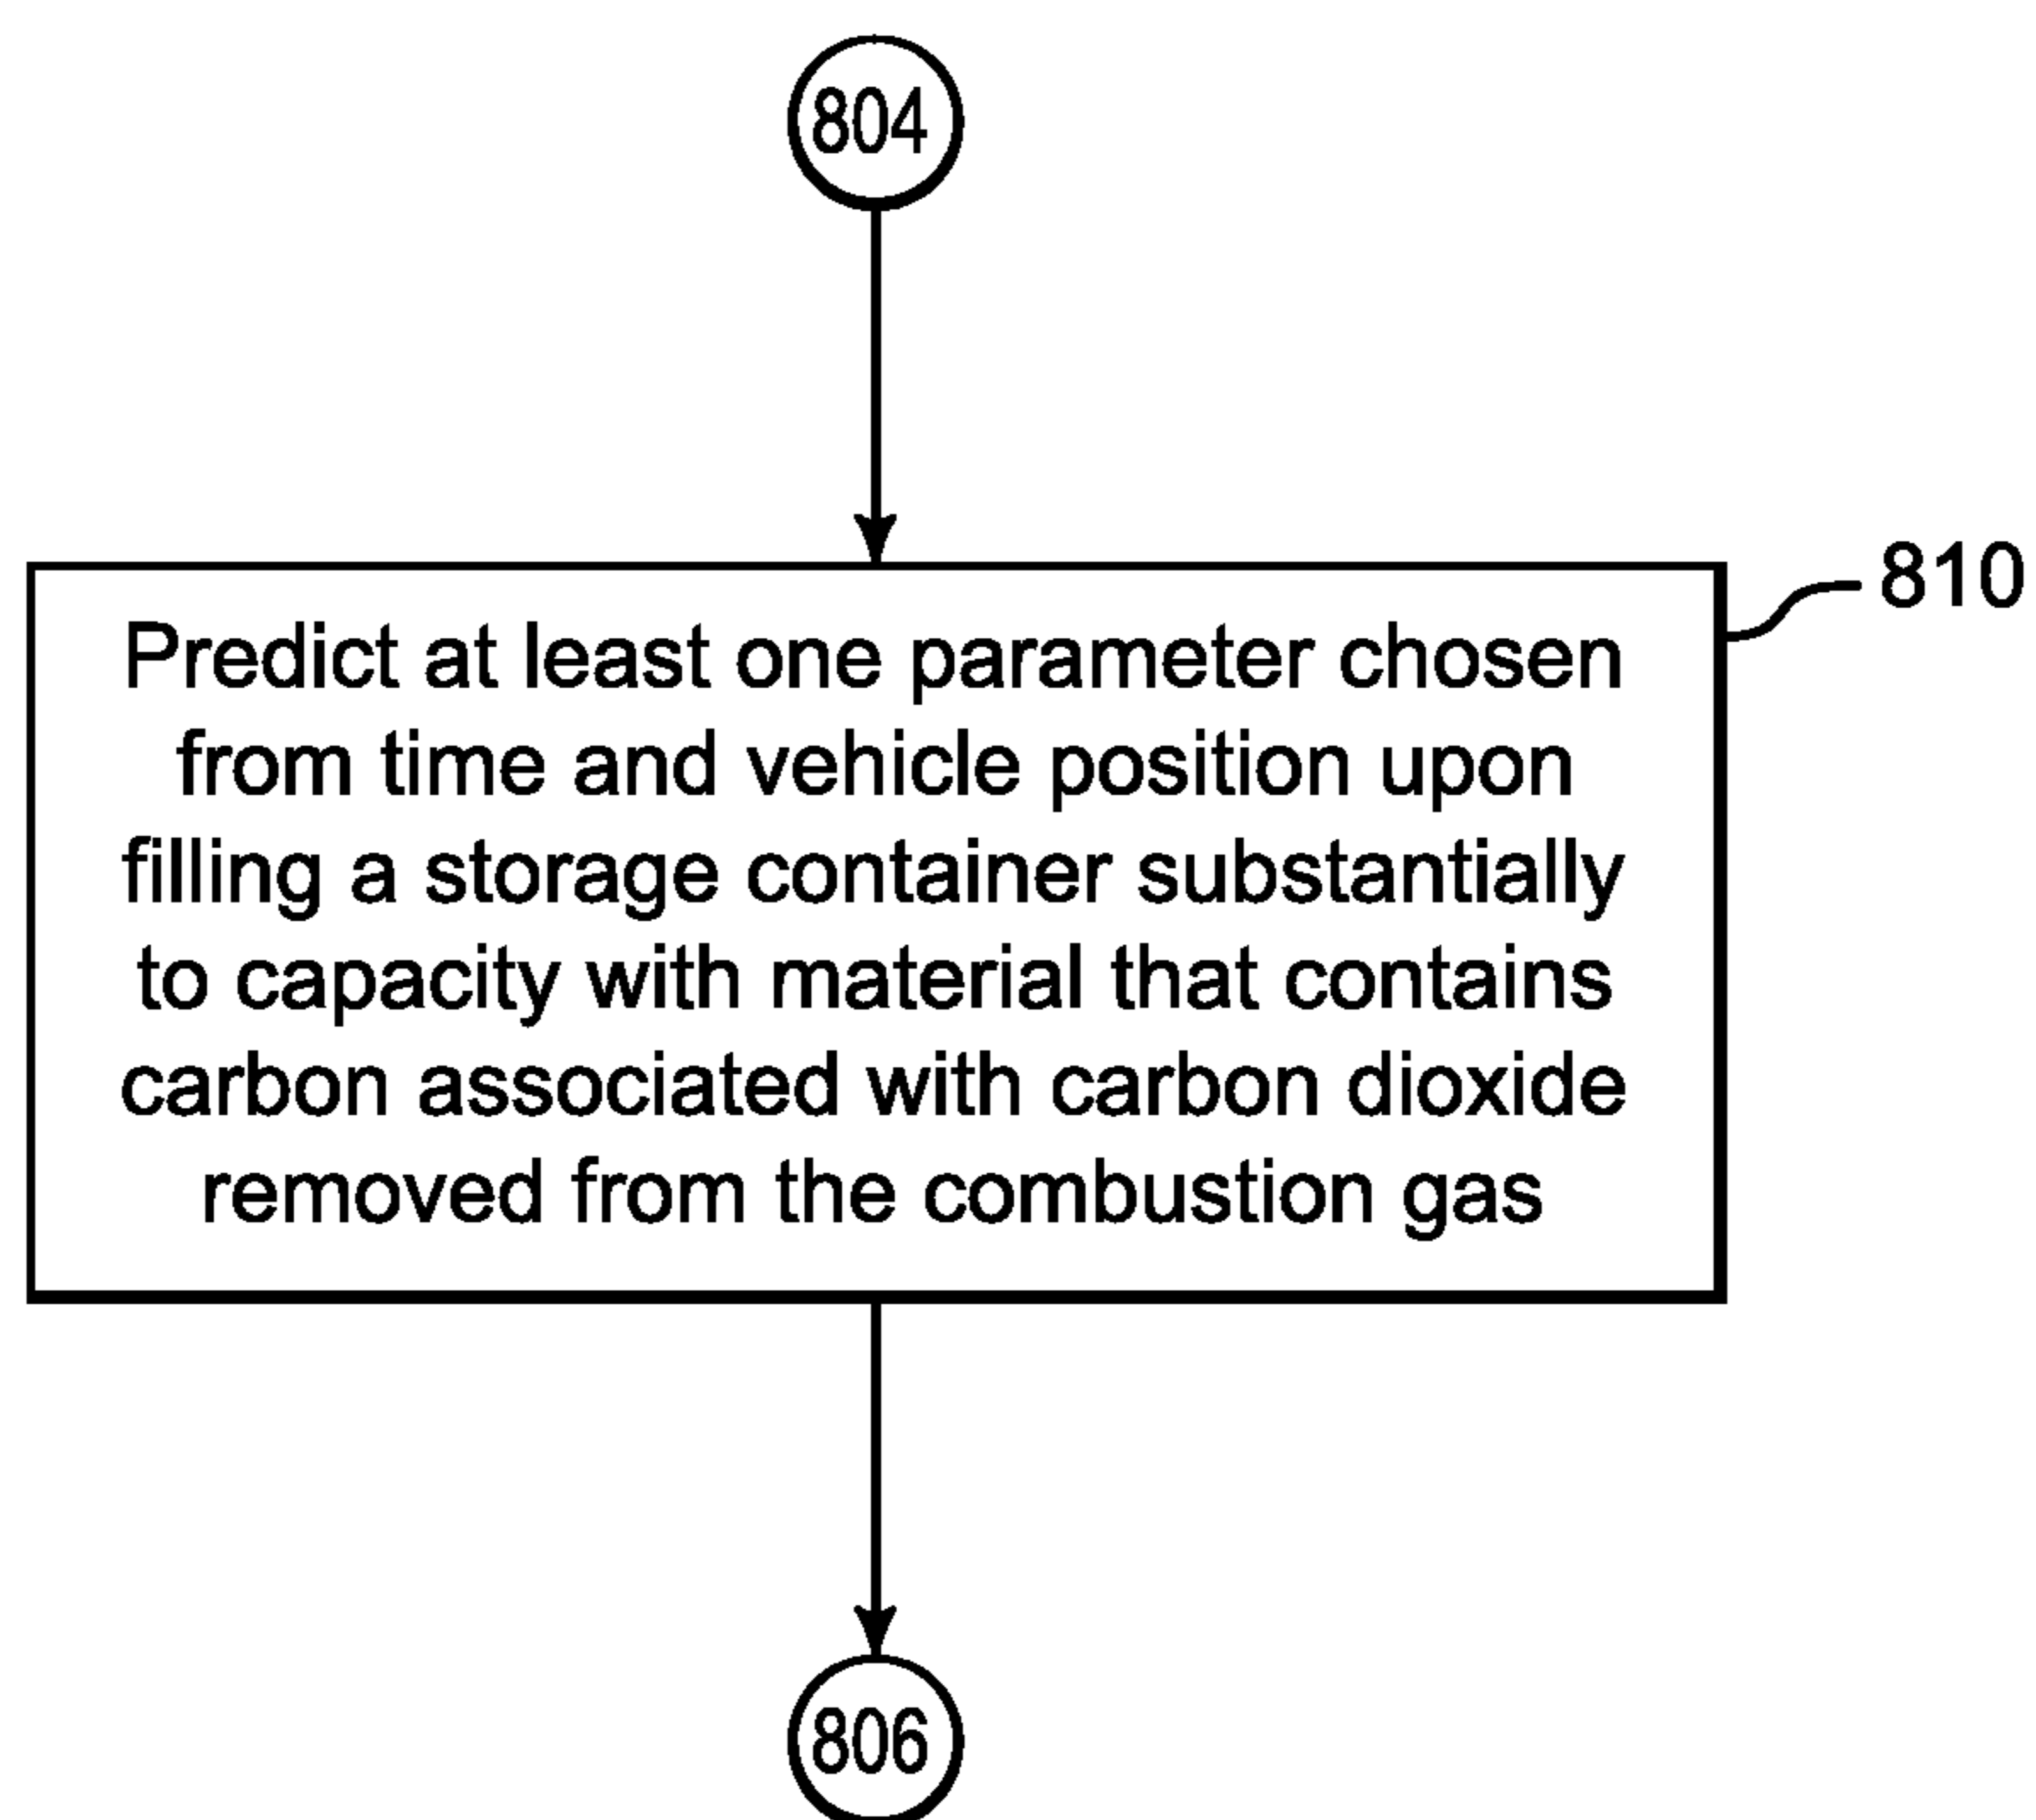 804
810
Predict at least one parameter chosen
from time and vehicle position upon
filling a storage container substantially
to capacity with material that contains
carbon associated with carbon dioxide
removed from the combustion gas
806